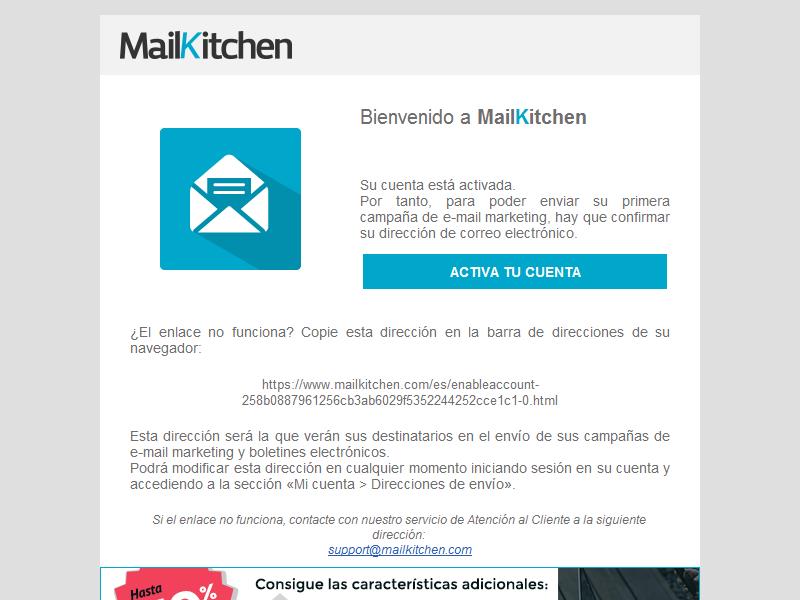 MailKitchen
Bienvenido a MailKitchen
Su cuenta está activada.
Por tanto, para poder enviar su primera
campaña de e-mail marketing, hay que confirmar
su dirección de correo electrónico.
ACTIVA TU CUENTA
¿El enlace no funciona? Copie esta dirección en la barra de direcciones de su
navegador:
https://www.mailkitchen.com/es/enableaccount-
258b0887961256cb3ab6029f5352244252cce1c1-0.html
Esta dirección será la que verán sus destinatarios en el envío de sus campañas de
e-mail marketing y boletines electrónicos.
Podrá modificar esta dirección en cualquier momento iniciando sesión en su cuenta y
accediendo a la sección «Mi cuenta > Direcciones de envío».
Si el enlace no funciona, contacte con nuestro servicio de Atención al Cliente a la siguiente
dirección:
support@mailkitchen.com
Hasta
%
Consigue las características adicionales: